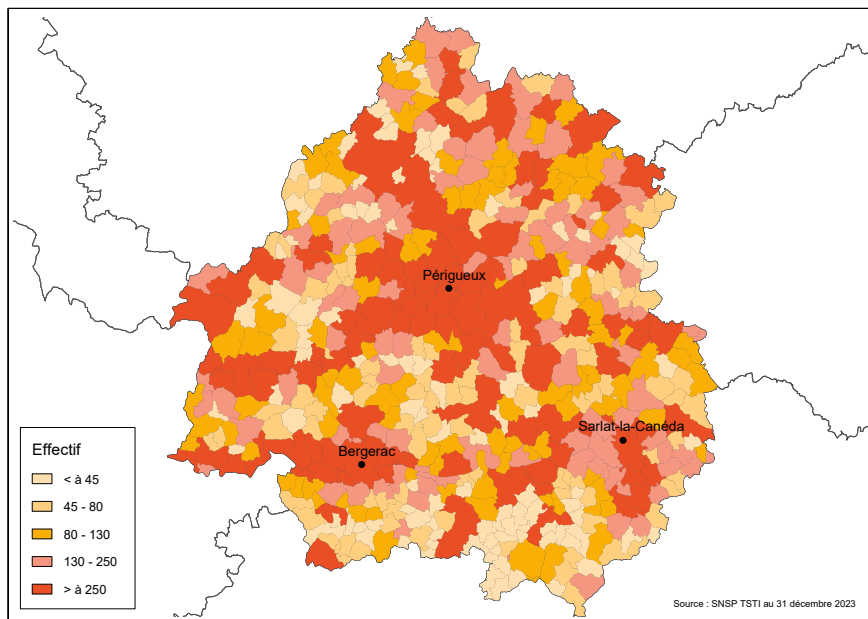 Périgueux
Sarlat-la-Canéda
Bergerac
Effectif
< à 45
45 - 80
80 - 130
130 - 250
> à 250
Source : SNSP TSTI au 31 décembre 2023